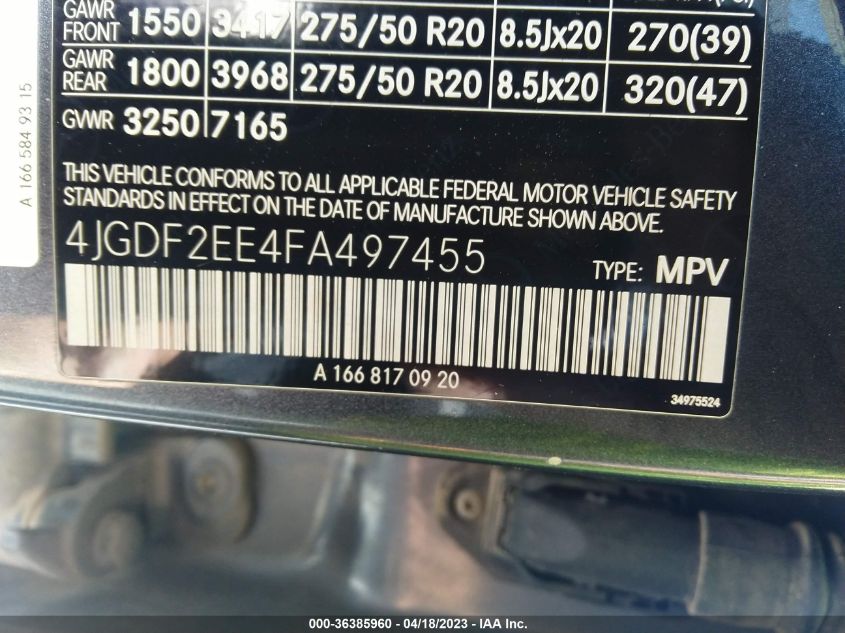 GAWR
FRONT 1550 3417 275/50 R20 8.5Jx20 270(39)
GAWR
REAR 1800 3968 275/50 R20 8.5Jx20 320(47)
GVWR 3250 7165
THIS VEHICLE CONFORMS TO ALL APPLICABLE FEDERAL MOTOR VEHICLE SAFETY
STANDARDS IN EFFECT ON THE DATE OF MANUFACTURE SHOWN ABOVE.
4JGDF2EE4FA497455 TYPE: MPV
A 166 817 09 20
34975524
A 166 584 93 15
000-36385960 - 04/18/2023 - IAA Inc.